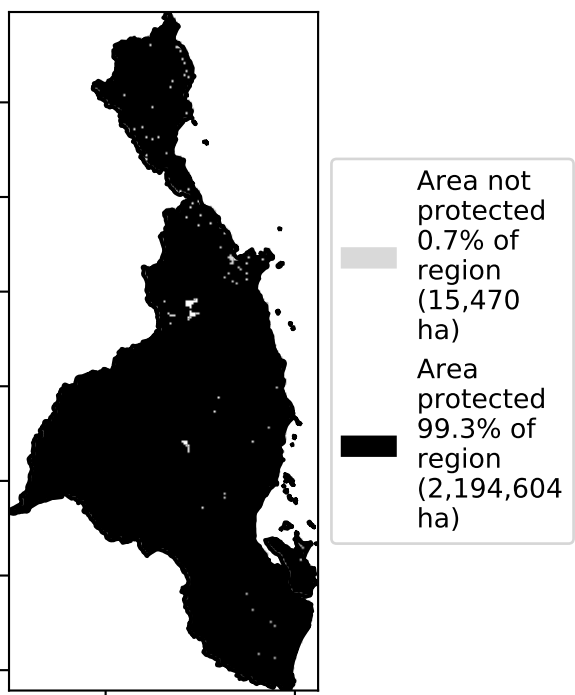 Area not
protected
0.7% of
region
(15,470
ha)
Area
protected
99.3% of
region
(2,194,604
ha)